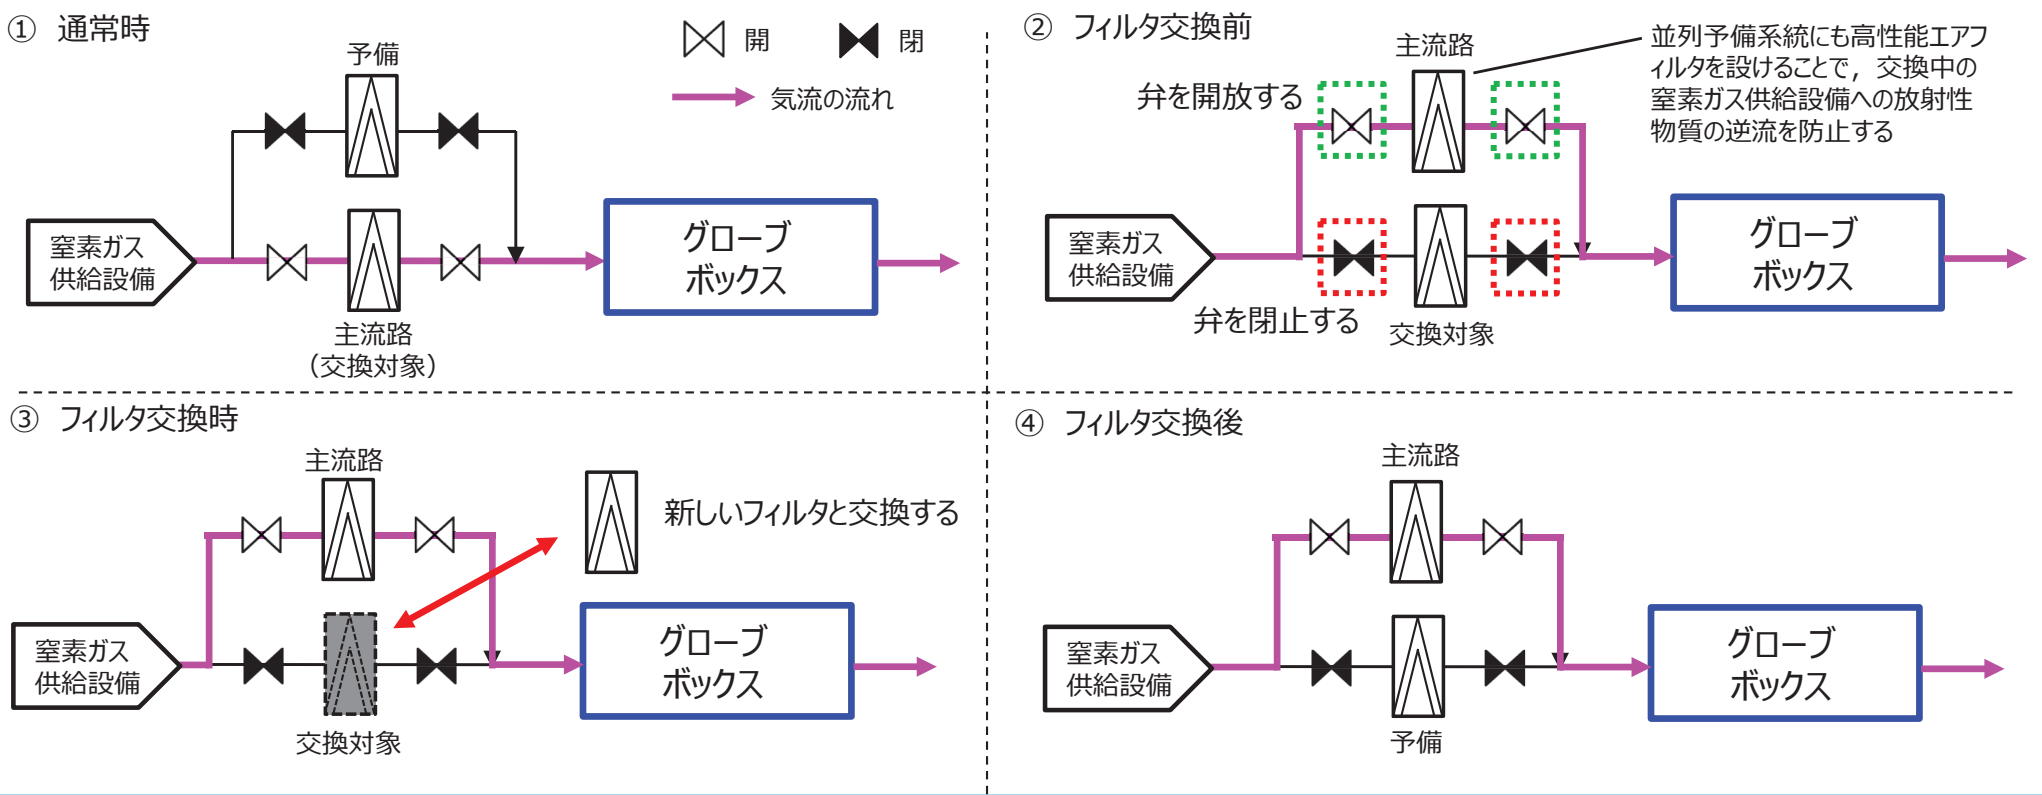 ① 通常時
開
閉
気流の流れ
予備
窒素ガス
供給設備
グローブ
ボックス
主流路
（交換対象）
② フィルタ交換前
主流路
並列予備系統にも高性能エアフ
ィルタを設けることで，交換中の
窒素ガス供給設備への放射性
物質の逆流を防止する
弁を開放する
窒素ガス
供給設備
グローブ
ボックス
弁を閉止する
交換対象
③ フィルタ交換時
主流路
新しいフィルタと交換する
窒素ガス
供給設備
グローブ
ボックス
交換対象
④ フィルタ交換後
主流路
窒素ガス
供給設備
グローブ
ボックス
予備